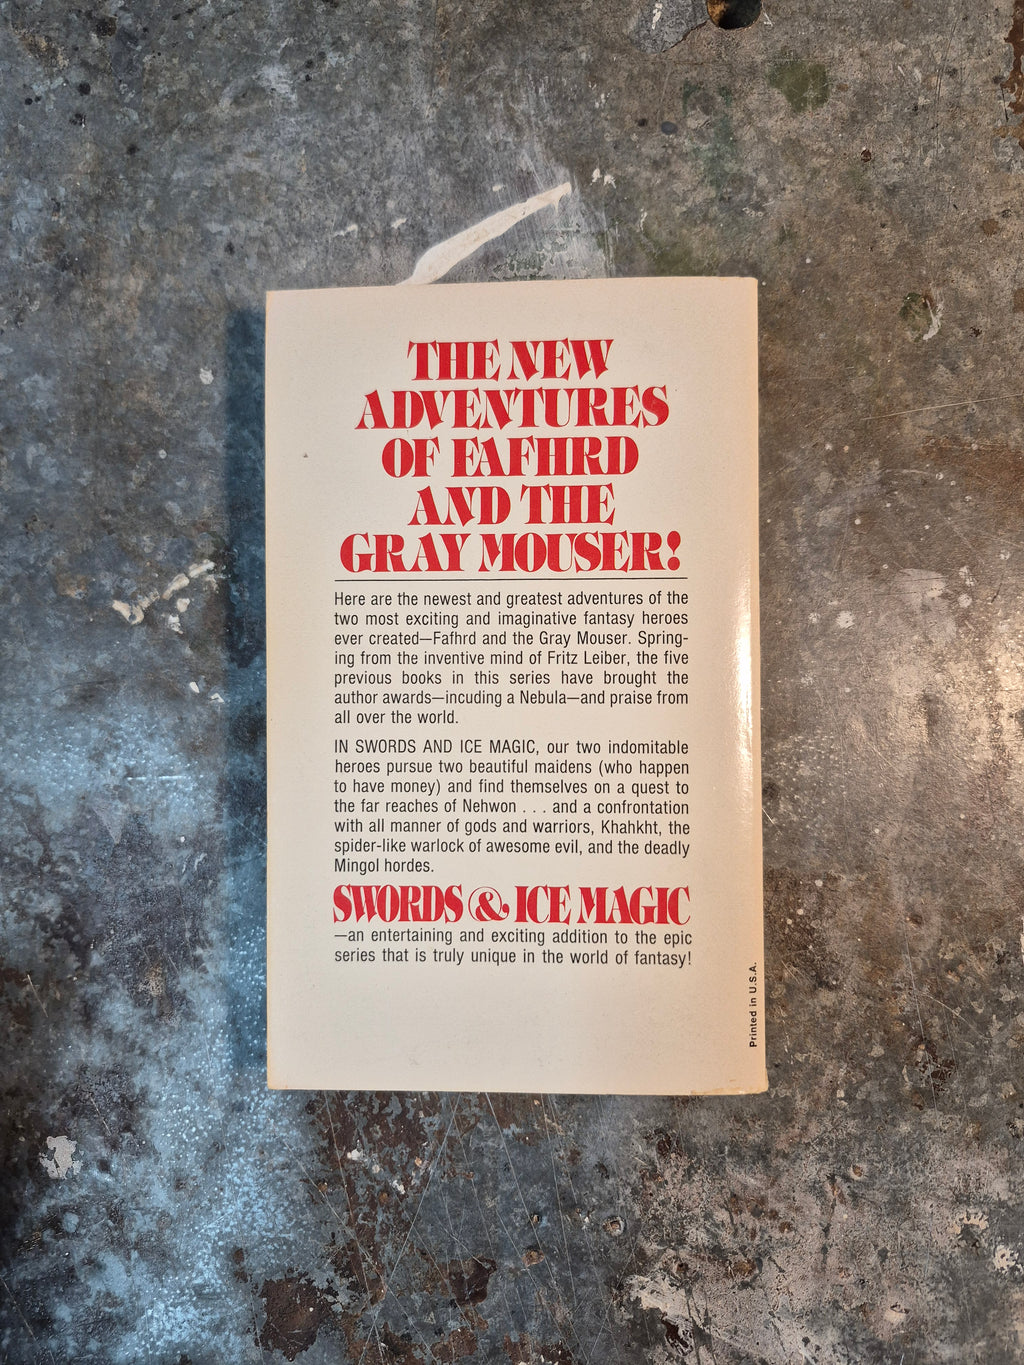 THE NEW
ADVENTURES
OF FAFHRD
AND THE
GRAY MOUSER!
Here are the newest and greatest adventures of the
two most exciting and imaginative fantasy heroes
ever created—Fafhrd and the Gray Mouser. Spring-
ing from the inventive mind of Fritz Leiber, the five
previous books in this series have brought the
author awards—incuding a Nebula—and praise from
all over the world.
IN SWORDS AND ICE MAGIC, our two indomitable
heroes pursue two beautiful maidens (who happen
to have money) and find themselves on a quest to
the far reaches of Nehwon . . . and a confrontation
with all manner of gods and warriors, Khahkht, the
spider-like warlock of awesome evil, and the deadly
Mingol hordes.
SWORDS & ICE MAGIC
—an entertaining and exciting addition to the epic
series that is truly unique in the world of fantasy!
Printed in U.S.A.